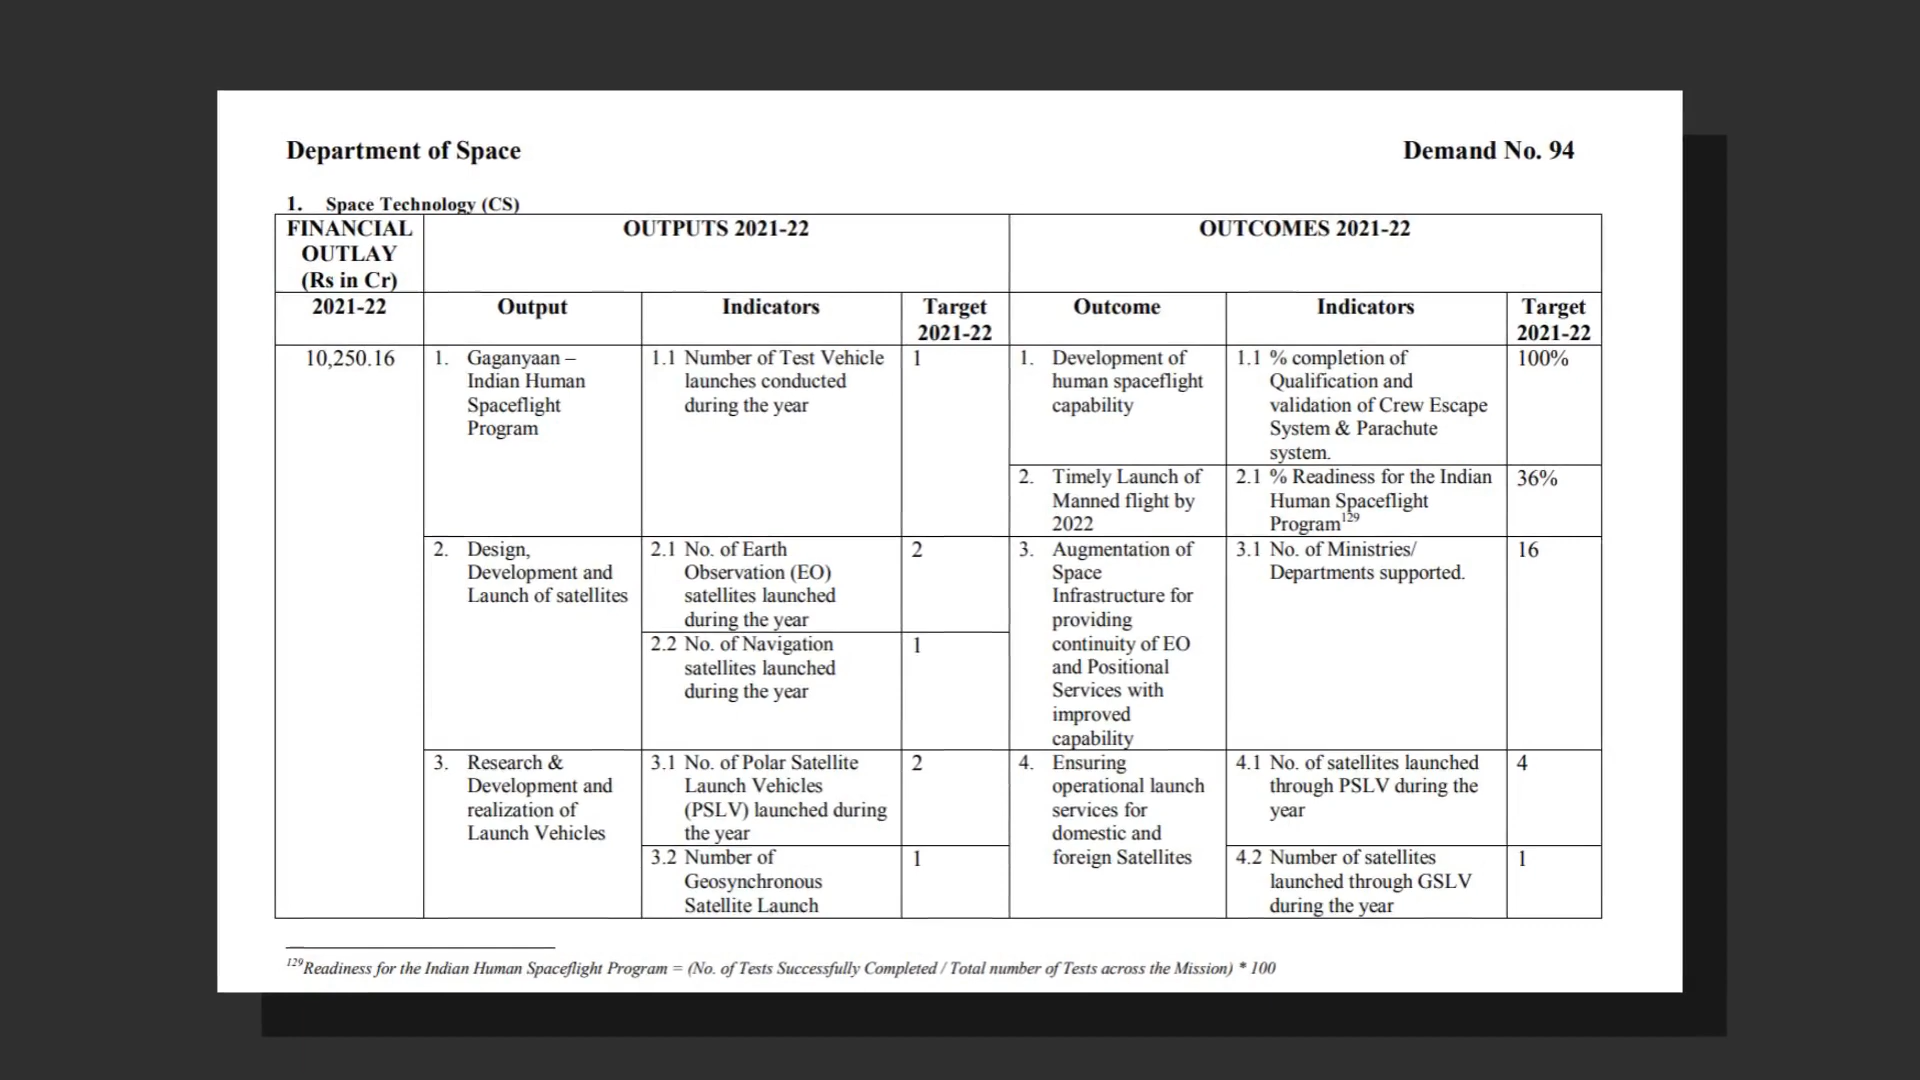 Department of Space
Demand No. 94
1. Space Technology (CS)
FINANCIAL
OUTLAY
(Rs in Cr)
OUTPUTS 2021-22
OUTCOMES 2021-22
2021-22
Output
Indicators
Target
2021-22
Outcome
Indicators
Target
2021-22
10,250.16
1. Gaganyaan –
Indian Human
Spaceflight
Program
1.1 Number of Test Vehicle
launches conducted
during the year
1
1. Development of
human spaceflight
capability
1.1 % completion of
Qualification and
validation of Crew Escape
System & Parachute
system.
100%
2. Timely Launch of
Manned flight by
2022
2.1 % Readiness for the Indian
Human Spaceflight
Program129
36%
2. Design,
Development and
Launch of satellites
2.1 No. of Earth
Observation (EO)
satellites launched
during the year
2
3. Augmentation of
Space
Infrastructure for
providing
continuity of EO
and Positional
Services with
improved
capability
3.1 No. of Ministries/
Departments supported.
16
2.2 No. of Navigation
satellites launched
during the year
1
3. Research &
Development and
realization of
Launch Vehicles
3.1 No. of Polar Satellite
Launch Vehicles
(PSLV) launched during
the year
2
4. Ensuring
operational launch
services for
domestic and
foreign Satellites
4.1 No. of satellites launched
through PSLV during the
year
4
3.2 Number of
Geosynchronous
Satellite Launch
1
4.2 Number of satellites
launched through GSLV
during the year
1
129Readiness for the Indian Human Spaceflight Program = (No. of Tests Successfully Completed / Total number of Tests across the Mission) * 100